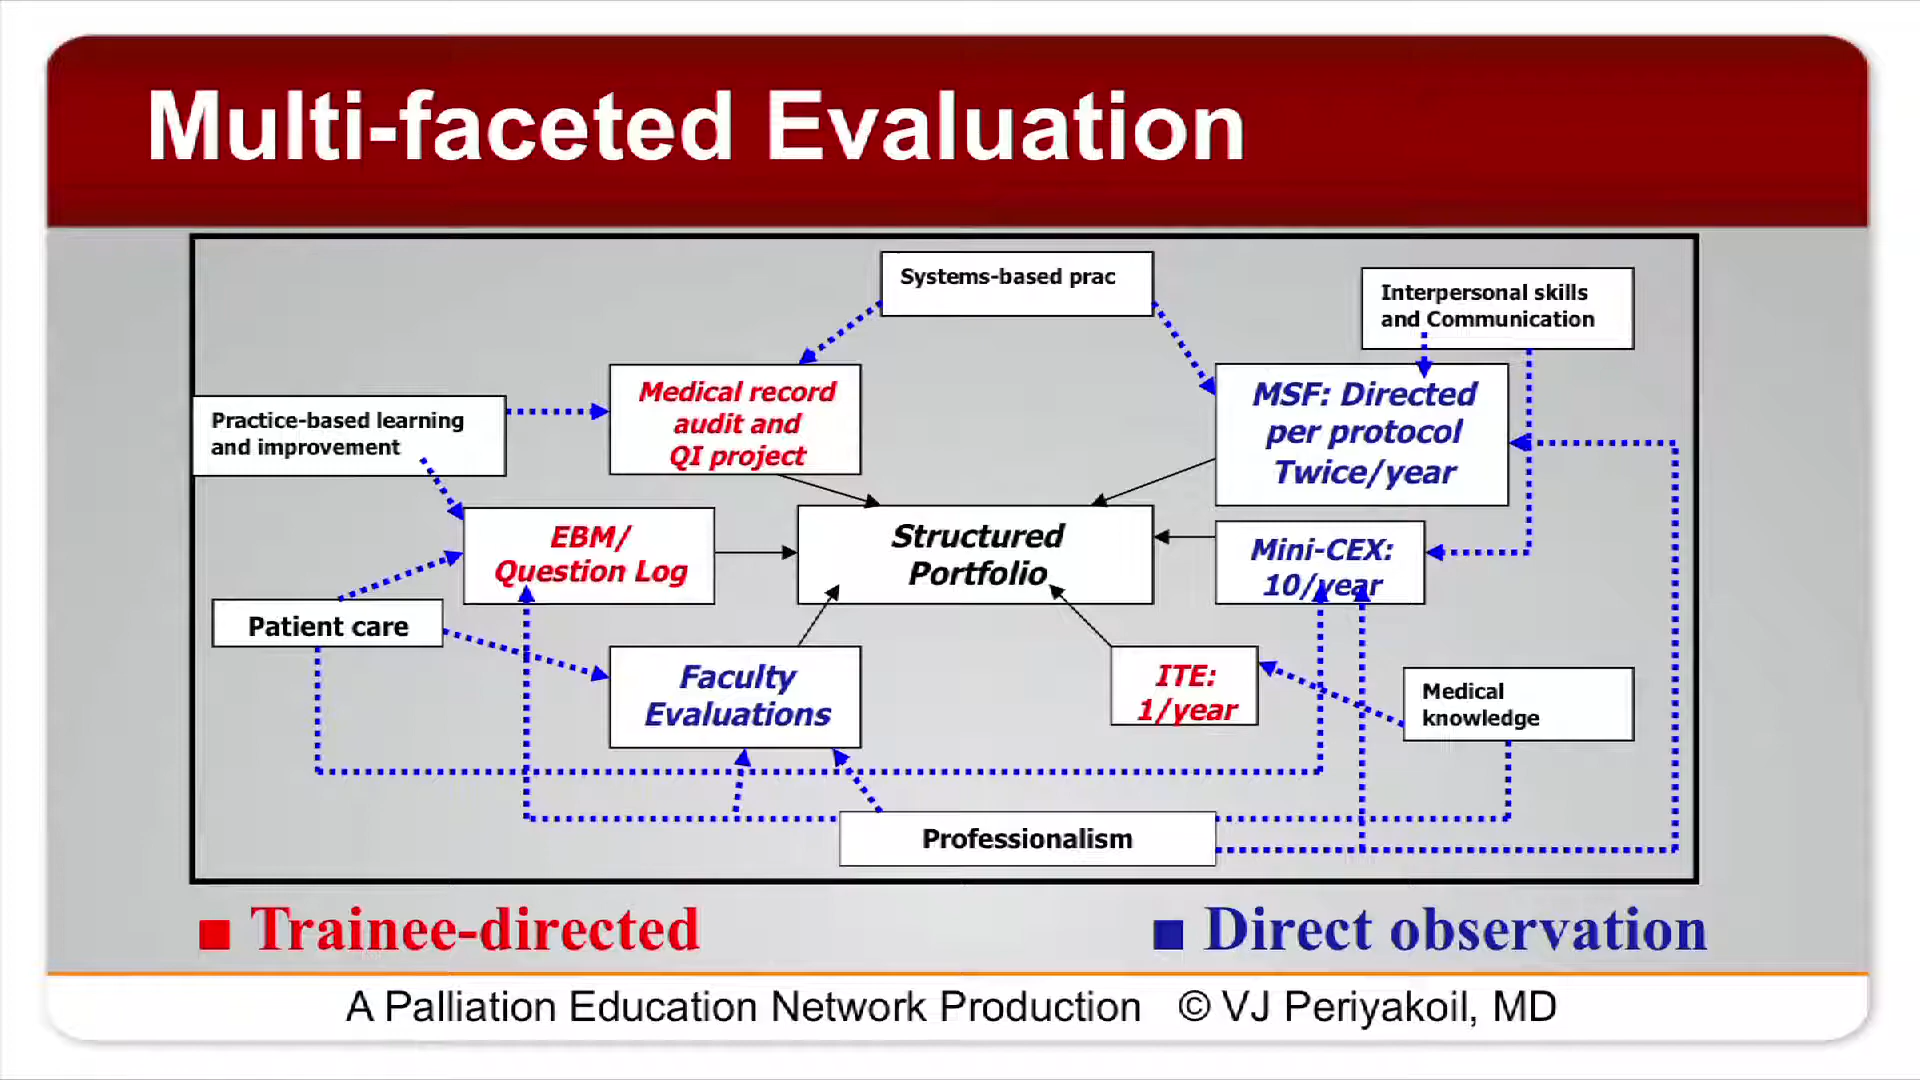 Multi-faceted Evaluation
Systems-based prac
Interpersonal skills
and Communication
Medical record
audit and
QI project
MSF: Directed
per protocol
Twice/year
Practice-based learning
and improvement
EBM/
Question Log
Structured
Portfolio
Mini-CEX:
10/year
Patient care
Faculty
Evaluations
ITE:
1/year
Medical
knowledge
Professionalism
Trainee-directed
Direct observation
A Palliation Education Network Production © VJ Periyakoil, MD